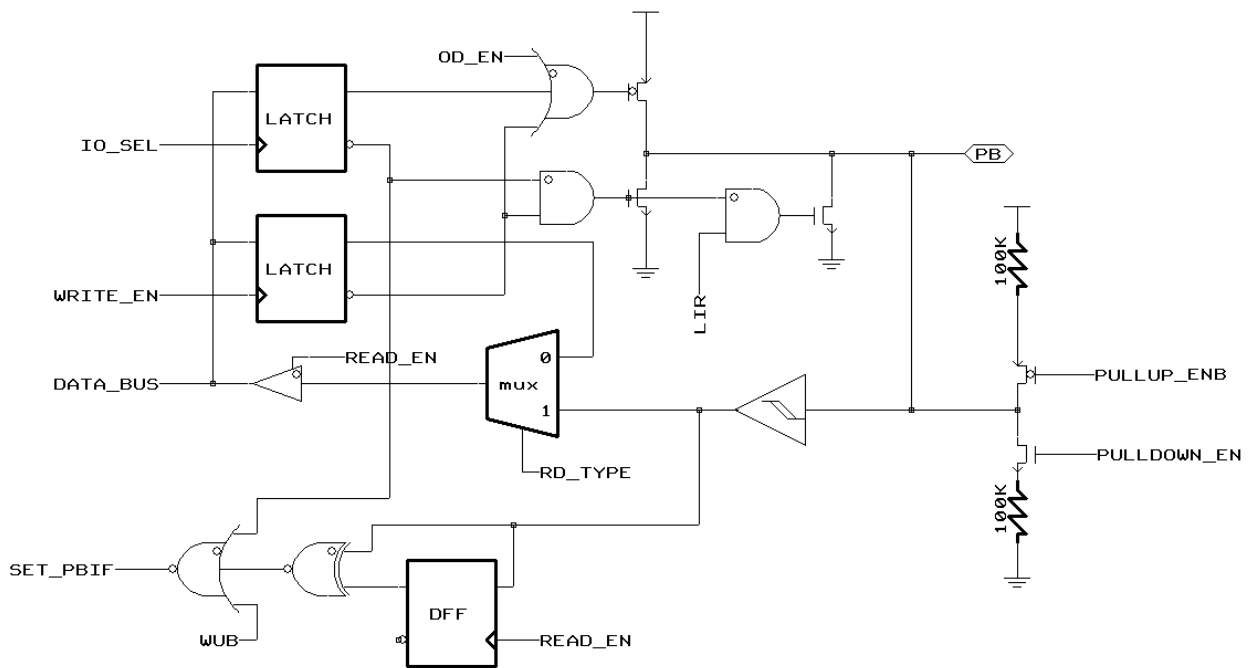 OD_EN
LATCH
IO_SEL
PB
LATCH
WRITE_EN
LIR
100K
READ_EN
DATA_BUS
mux
0
1
PULLUP_ENB
RD_TYPE
PULLDOWN_EN
100K
SET_PBIF
DFF
WUB
READ_EN